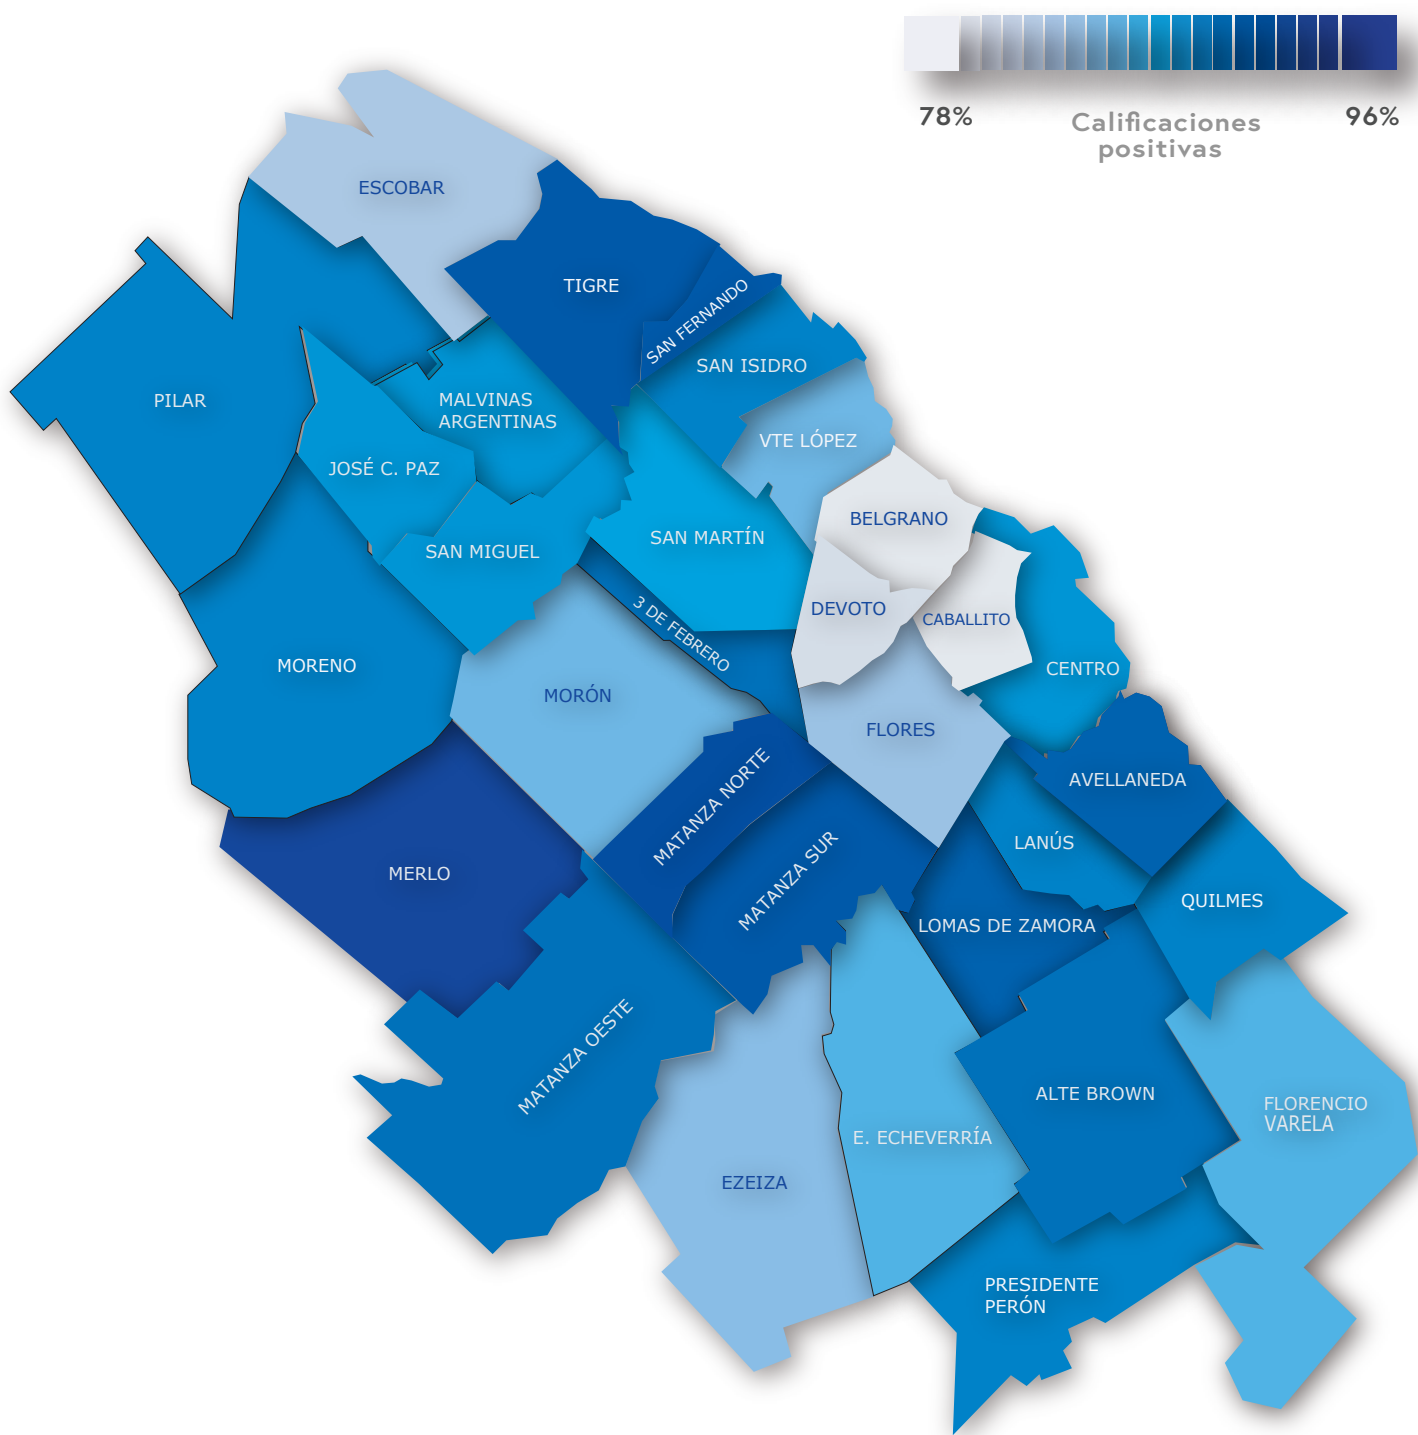 78%
96%
Calificaciones
positivas
ESCOBAR
TIGRE
SAN FERNANDO
SAN ISIDRO
PILAR
MALVINAS
ARGENTINAS
VTE LÓPEZ
JOSÉ C. PAZ
BELGRANO
SAN MARTÍN
SAN MIGUEL
DEVOTO
CABALLITO
3 DE FEBRERO
MORENO
CENTRO
MORÓN
FLORES
AVELLANEDA
MATANZA NORTE
LANÚS
MERLO
MATANZA SUR
QUILMES
LOMAS DE ZAMORA
MATANZA OESTE
ALTE BROWN
FLORENCIO
VARELA
E. ECHEVERRÍA
EZEIZA
PRESIDENTE
PERÓN